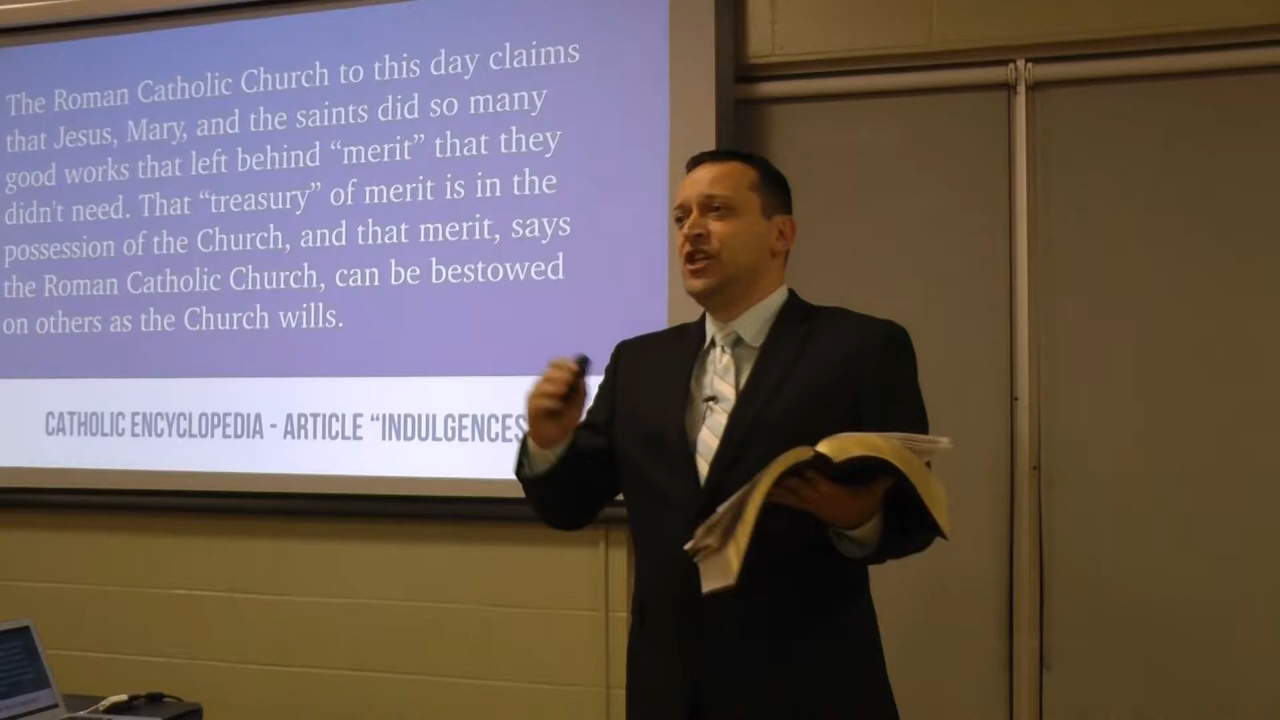 The Roman Catholic Church to this day claims
that Jesus, Mary, and the saints did so many
good works that left behind “merit” that they
didn't need. That “treasury” of merit is in the
possession of the Church, and that merit, says
the Roman Catholic Church, can be bestowed
on others as the Church wills.
CATHOLIC ENCYCLOPEDIA - ARTICLE “INDULGENCES